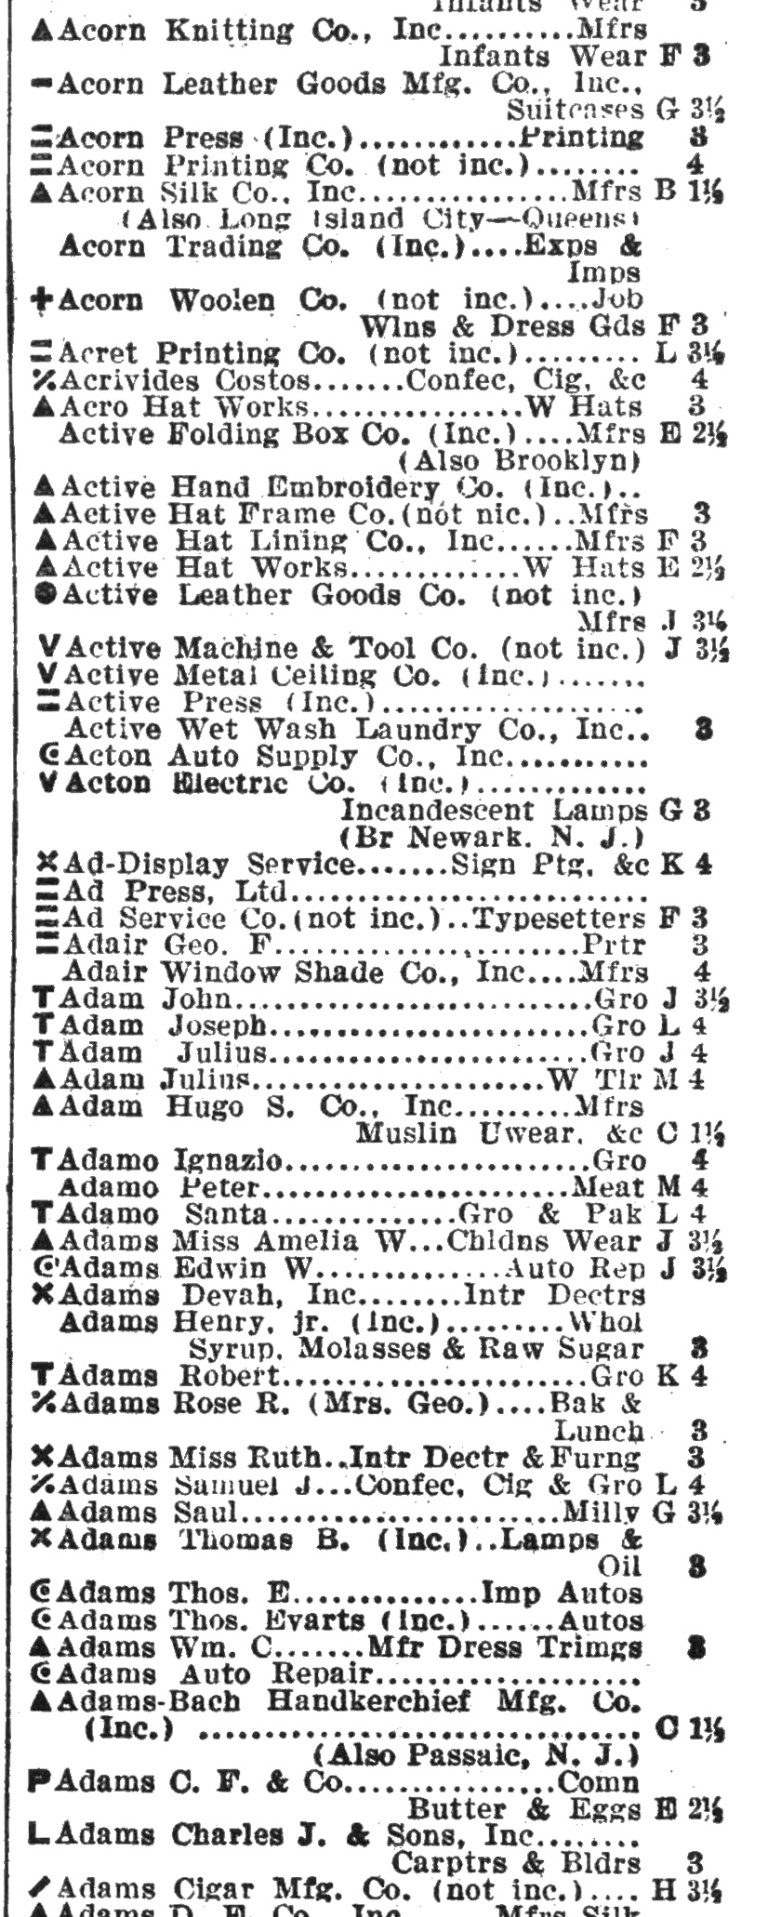 Infants Wear 3
▲Acorn Knitting Co., Inc..........Mfrs
Infants Wear F 3
-Acorn Leather Goods Mfg. Co., Inc.,
Suitcases G 3½
=Acorn Press (Inc.)............Printing 3
=Acorn Printing Co. (not inc.)........ 4
▲Acorn Silk Co., Inc................Mfrs B 1½
(Also Long Island City—Queens)
Acorn Trading Co. (Inc.)....Exps &
Imps
+Acorn Woolen Co. (not inc.)....Job
Wlns & Dress Gds F 3
=Acret Printing Co. (not inc.)......... L 3½
%Acrivides Costos.......Confec, Cig, &c 4
▲Acro Hat Works................W Hats 3
Active Folding Box Co. (Inc.)....Mfrs E 2½
(Also Brooklyn)
▲Active Hand Embroidery Co. (Inc.)..
▲Active Hat Frame Co.(not nic.)..Mfrs 3
▲Active Hat Lining Co., Inc......Mfrs F 3
▲Active Hat Works.............W Hats E 2½
●Active Leather Goods Co. (not inc.)
Mfrs J 3½
VActive Machine & Tool Co. (not inc.) J 3½
VActive Metal Ceiling Co. (Inc.).......
=Active Press (Inc.)...................
Active Wet Wash Laundry Co., Inc.. 3
CActon Auto Supply Co., Inc...........
VActon Electric Co. (Inc.).............
Incandescent Lamps G 3
(Br Newark, N. J.)
XAd-Display Service.......Sign Ptg, &c K 4
=Ad Press, Ltd...........................
=Ad Service Co.(not inc.)..Typesetters F 3
=Adair Geo. F......................Prtr 3
Adair Window Shade Co., Inc....Mfrs 4
TAdam John..........................Gro J 3½
TAdam Joseph.......................Gro L 4
TAdam Julius.......................Gro J 4
▲Adam Julius......................W Tlr M 4
▲Adam Hugo S. Co., Inc.........Mfrs
Muslin Uwear, &c C 1½
TAdamo Ignazio......................Gro 4
Adamo Peter......................Meat M 4
TAdamo Santa.............Gro & Pak L 4
▲Adams Miss Amelia W...Chldns Wear J 3½
CAdams Edwin W..............Auto Rep J 3½
XAdams Devah, Inc........Intr Dectrs
Adams Henry, jr. (Inc.).........Whol
Syrup, Molasses & Raw Sugar 3
TAdams Robert......................Gro K 4
%Adams Rose R. (Mrs. Geo.)....Bak &
Lunch 3
XAdams Miss Ruth..Intr Dectr & Furng 3
%Adams Samuel J...Confec, Cig & Gro L 4
▲Adams Saul.......................Milly G 3½
XAdams Thomas B. (Inc.)..Lamps &
Oil 3
CAdams Thos. E..............Imp Autos
CAdams Thos. Evarts (Inc.)......Autos
▲Adams Wm. C.......Mfr Dress Trimgs 3
CAdams Auto Repair...................
▲Adams-Bach Handkerchief Mfg. Co.
(Inc.) ................................. C 1½
(Also Passaic, N. J.)
PAdams C. F. & Co................Comn
Butter & Eggs E 2½
LAdams Charles J. & Sons, Inc........
Carptrs & Bldrs 3
/Adams Cigar Mfg. Co. (not inc.).... H 3½
▲Adams D. F. Co., Inc......Mfrs Silk